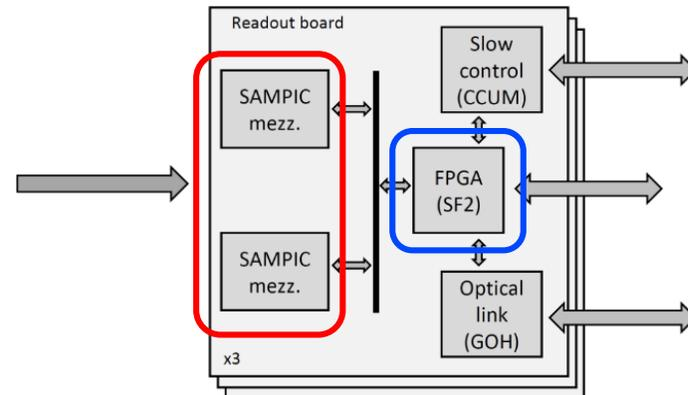 Readout board
SAMPIC
mezz.
SAMPIC
mezz.
Slow
control
(CCUM)
FPGA
(SF2)
Optical
link
(GOH)
x3